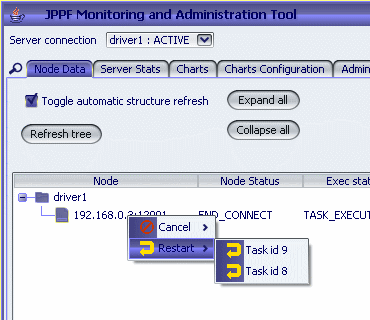 JPPF Monitoring and Administration Tool
Server connection driver1 : ACTIVE
Node Data Server Stats Charts Charts Configuration Admin
Toggle automatic structure refresh Expand all
Refresh tree Collapse all
Node Node Status Exec stat
driver1
192.168.0. END_CONNECT TASK_EXECUT
Cancel
Restart Task id 9
Task id 8